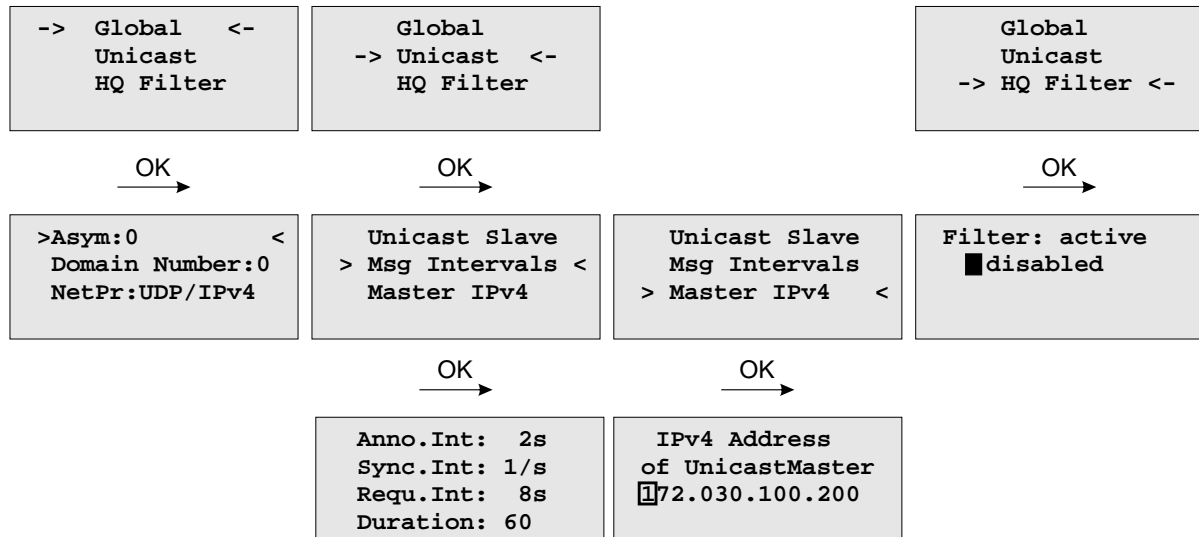 -> Global <-
Unicast
HQ Filter
Global
-> Unicast <-
HQ Filter
Global
Unicast
-> HQ Filter <-
OK
OK
OK
>Asym:0 <
Domain Number:0
NetPr:UDP/IPv4
Unicast Slave
> Msg Intervals <
Master IPv4
Unicast Slave
Msg Intervals
> Master IPv4 <
Filter: active
disabled
OK
OK
Anno.Int: 2s
Sync.Int: 1/s
Requ.Int: 8s
Duration: 60
IPv4 Address
of UnicastMaster
172.030.100.200